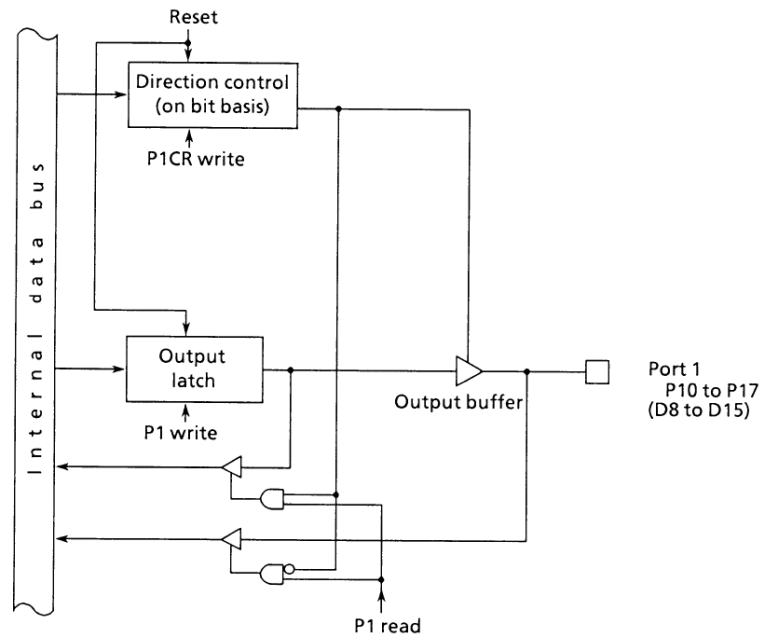 Reset
Direction control
(on bit basis)
P1CR write
Internal data bus
Output
latch
P1 write
Output buffer
Port 1
P10 to P17
(D8 to D15)
P1 read